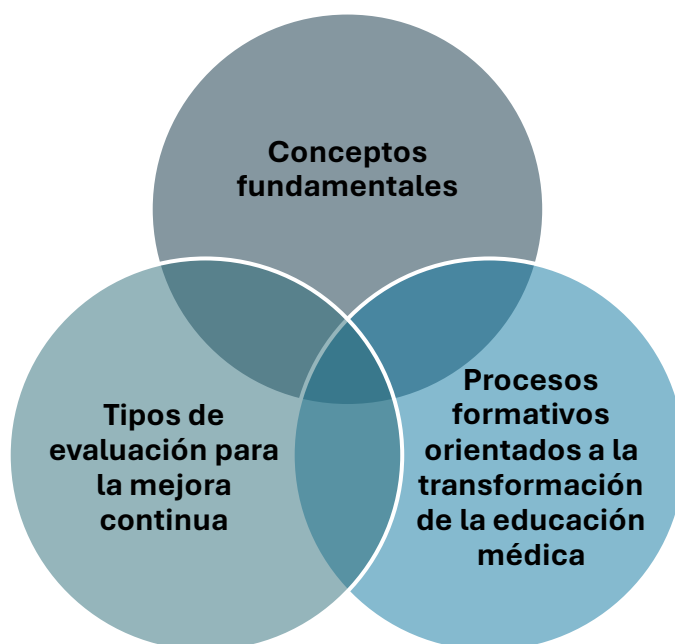 Conceptos
fundamentales
Tipos de
evaluación para
la mejora
continua
Procesos
formativos
orientados a la
transformación
de la educación
médica